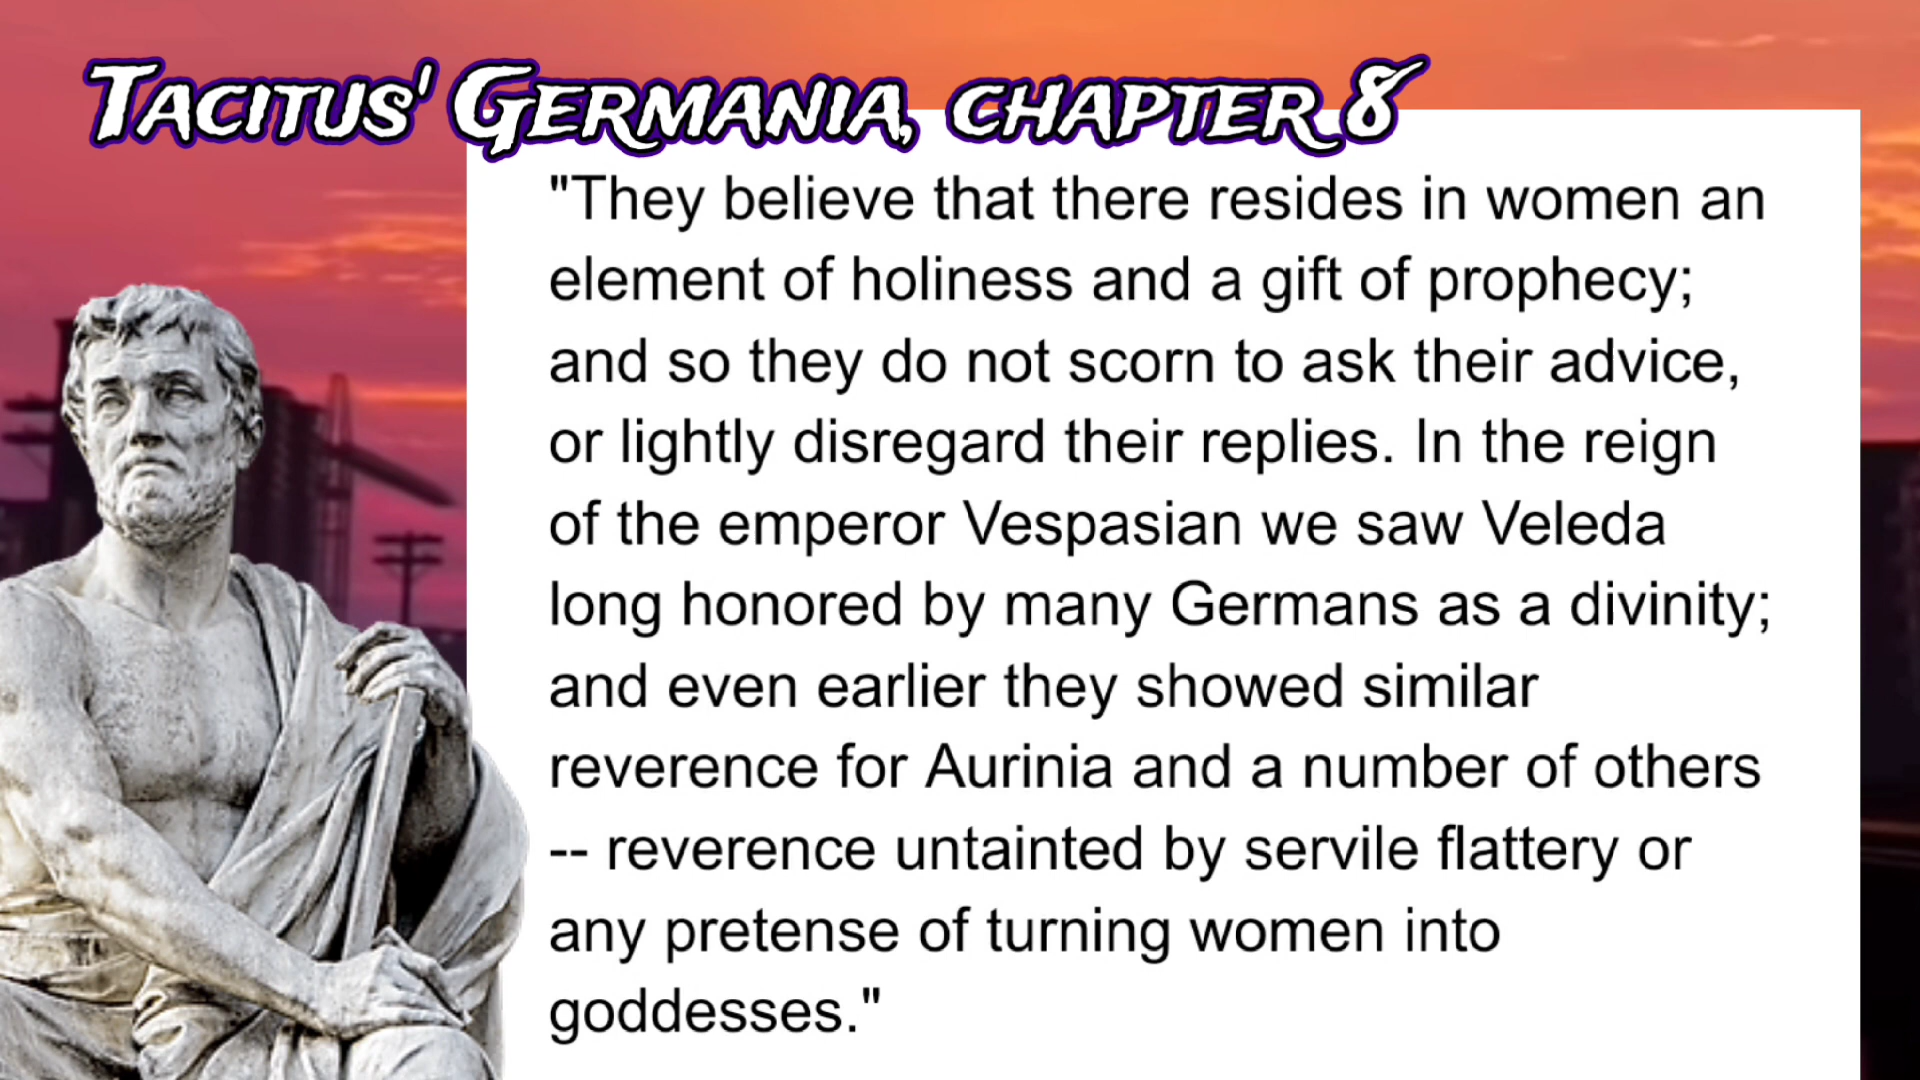 Tacitus' Germania, chapter 8
"They believe that there resides in women an
element of holiness and a gift of prophecy;
and so they do not scorn to ask their advice,
or lightly disregard their replies. In the reign
of the emperor Vespasian we saw Veleda
long honored by many Germans as a divinity;
and even earlier they showed similar
reverence for Aurinia and a number of others
-- reverence untainted by servile flattery or
any pretense of turning women into
goddesses."